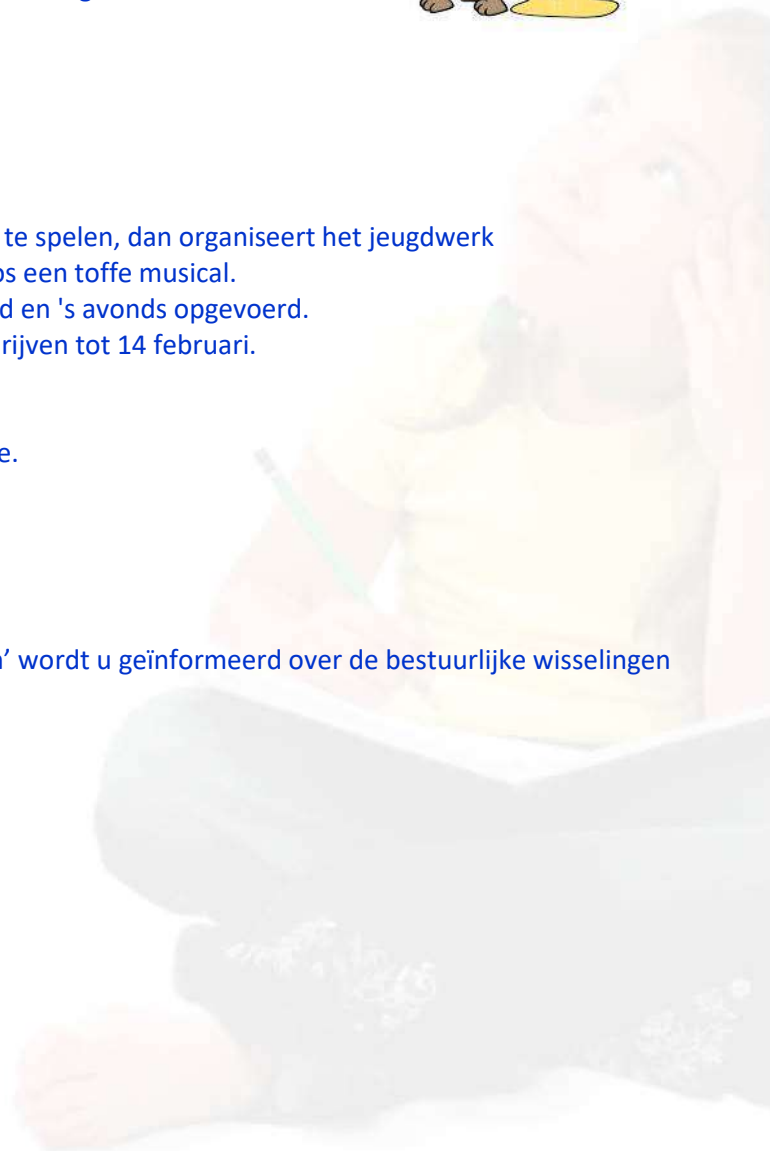 te spelen, dan organiseert het jeugdwerk
os een toffe musical.
d en 's avonds opgevoerd.
rijven tot 14 februari.
e.
’ wordt u geïnformeerd over de bestuurlijke wisselingen